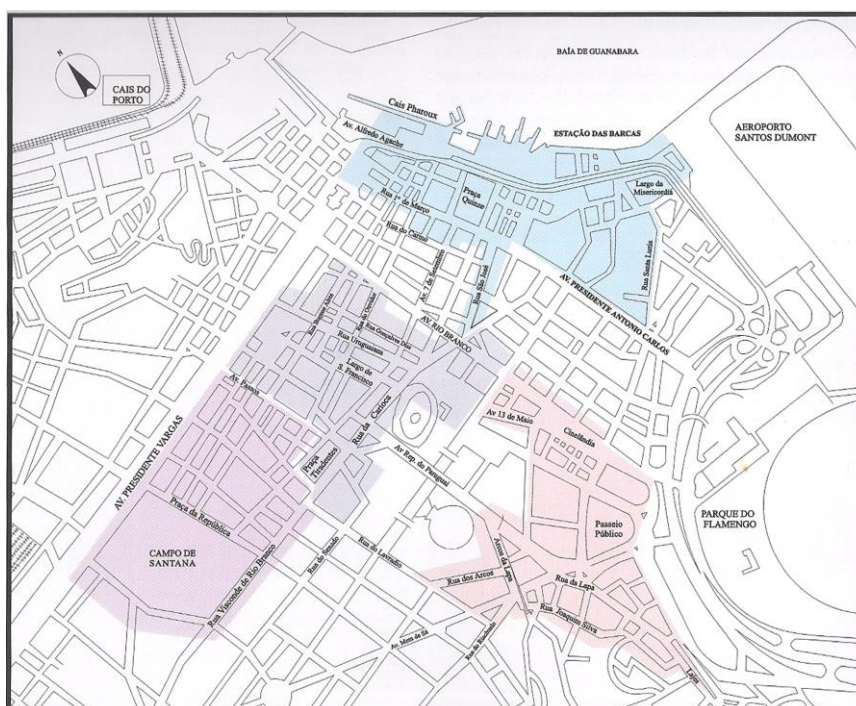 BAÍA DE GUANABARA
N
CAIS DO
PORTO
Cais Pharoux
Av. Alfredo Agache
ESTAÇÃO DAS BARCAS
AEROPORTO
SANTOS DUMONT
Rua 1º de Março
Praça
Quinze
Largo da
Misericordia
Rua do Carmo
Av. 7 de Setembro
Rua São José
Rua Santa Luzia
AV. PRESIDENTE ANTONIO CARLOS
Rua Buenos Aires
Rua do Ouvidor
Rua Gonçalves Dias
AV. RIO BRANCO
Rua Uruguaiana
Largo de
S. Francisco
Av. Passos
Rua da Carioca
Av 13 de Maio
Cinelândia
AV. PRESIDENTE VARGAS
Praça
Tiradentes
Av Rep. do Paraguai
Praça da República
PARQUE DO
FLAMENGO
Passeio
Público
CAMPO DE
SANTANA
Rua Visconde de Rio Branco
Rua do Senado
Rua do Lavradio
Arcos da Lapa
Rua dos Arcos
Rua da Lapa
Rua Joaquim Silva
Av. Mem de Sá
Rua do Riachuelo
Lapa